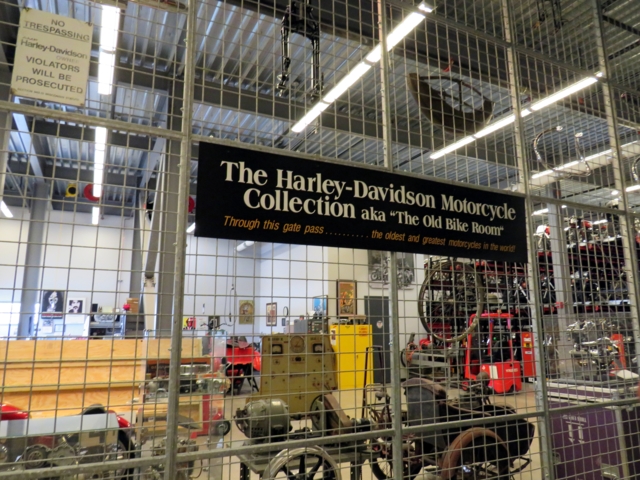 NO
TRESPASSING
Harley-Davidson
VIOLATORS
WILL BE
PROSECUTED
The Harley-Davidson Motorcycle
Collection aka "The Old Bike Room"
Through this gate pass . . . . . . . . . . the oldest and greatest motorcycles in the world!